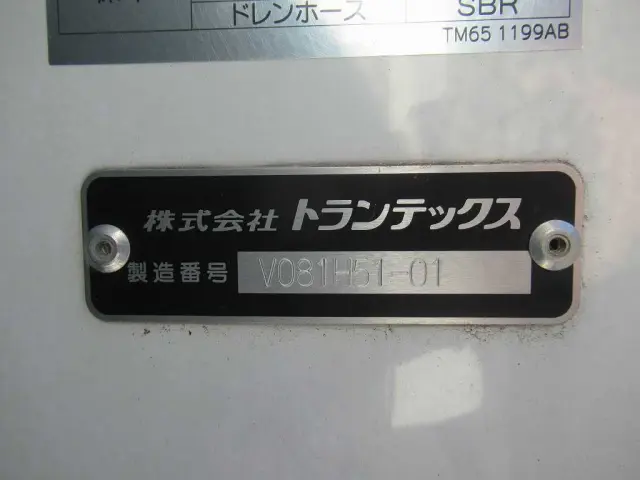 ドレンホース SBR
TM65 1199AB
株式会社 トランテックス
製造番号 V081H51-01